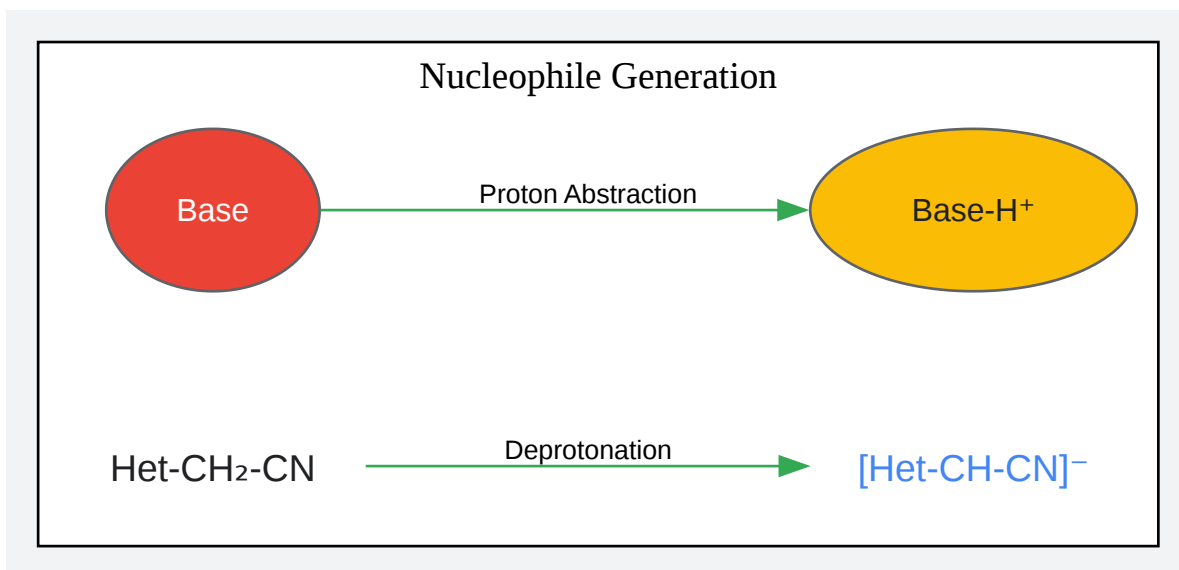 Nucleophile Generation
Base
Proton Abstraction
Base-H⁺
Het-CH₂-CN
Deprotonation
[Het-CH-CN]⁻